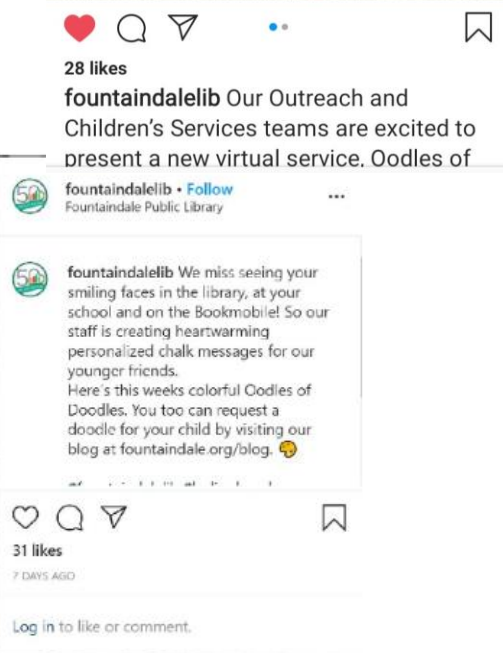 28 likes
fountaindalelib Our Outreach and
Children's Services teams are excited to
present a new virtual service, Oodles of
50
fountaindalelib • Follow
Fountaindale Public Library
50
fountaindalelib We miss seeing your
smiling faces in the library, at your
school and on the Bookmobile! So our
staff is creating heartwarming
personalized chalk messages for our
younger friends.
Here's this weeks colorful Oodles of
Doodles. You too can request a
doodle for your child by visiting our
blog at fountaindale.org/blog.
31 likes
7 DAYS AGO
Log in to like or comment.